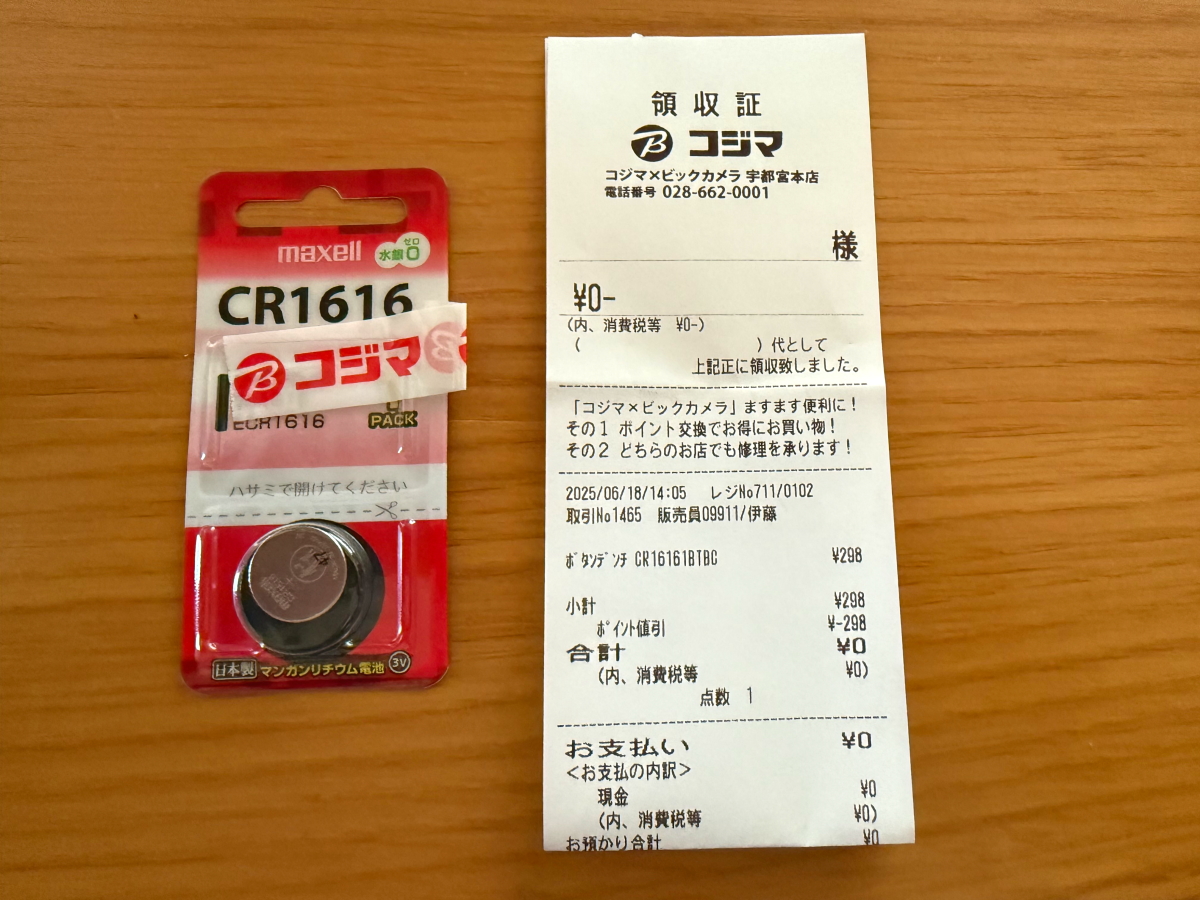 maxell
水銀0
ゼロ
CR1616
コジマ
ECR1616
PACK
ハサミで開けてください
日本製 マンガンリチウム電池 3V
領収証
コジマ
コジマ×ビックカメラ 宇都宮本店
電話番号 028-662-0001
様
¥0-
(内、消費税等 ¥0-)
( )代として
上記正に領収致しました。
「コジマ×ビックカメラ」ますます便利に!
その1 ポイント交換でお得にお買い物!
その2 どちらのお店でも修理を承ります!
2025/06/18/14:05 レジNo711/0102
取引No1465 販売員09911/伊藤
ボタンデンチ CR16161BTBC ¥298
小計 ¥298
ポイント値引 ¥-298
合計 ¥0
(内、消費税等 ¥0)
点数 1
お支払い ¥0
<お支払の内訳>
現金 ¥0
(内、消費税等 ¥0)
お預かり合計 ¥0